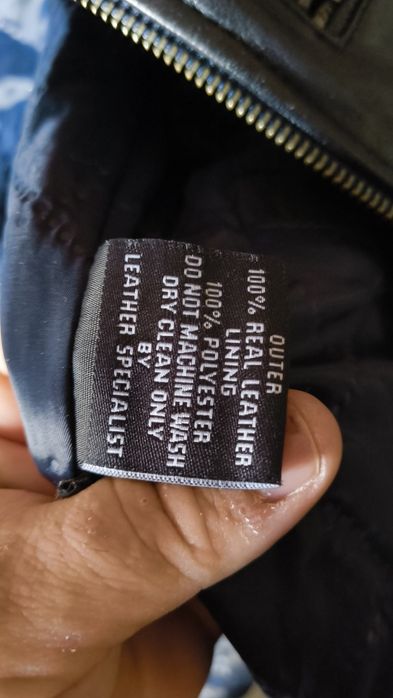 OUTER
100% REAL LEATHER
LINING
100% POLYESTER
DO NOT MACHINE WASH
DRY CLEAN ONLY
BY
LEATHER SPECIALIST